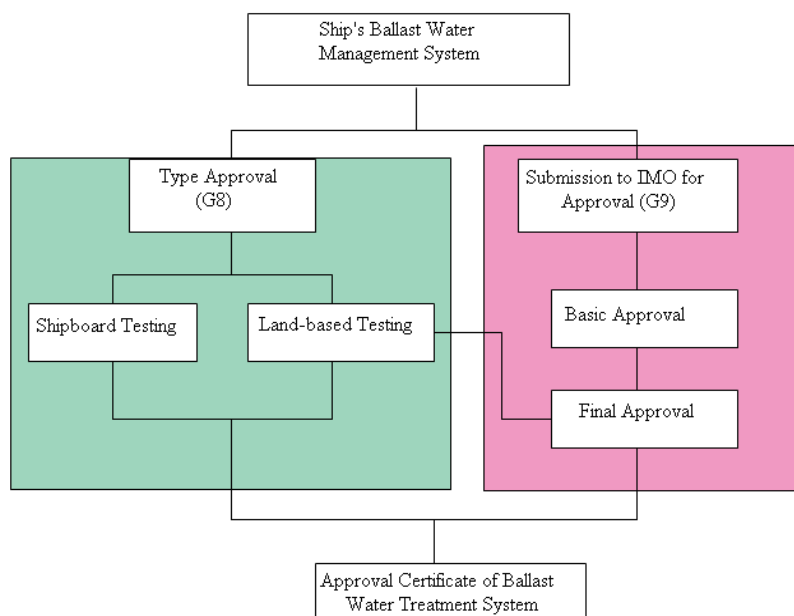 Ship's Ballast Water
Management System
Type Approval
(G8)
Submission to IMO for
Approval (G9)
Shipboard Testing
Land-based Testing
Basic Approval
Final Approval
Approval Certificate of Ballast
Water Treatment System